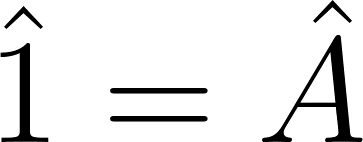 1̂ = Â